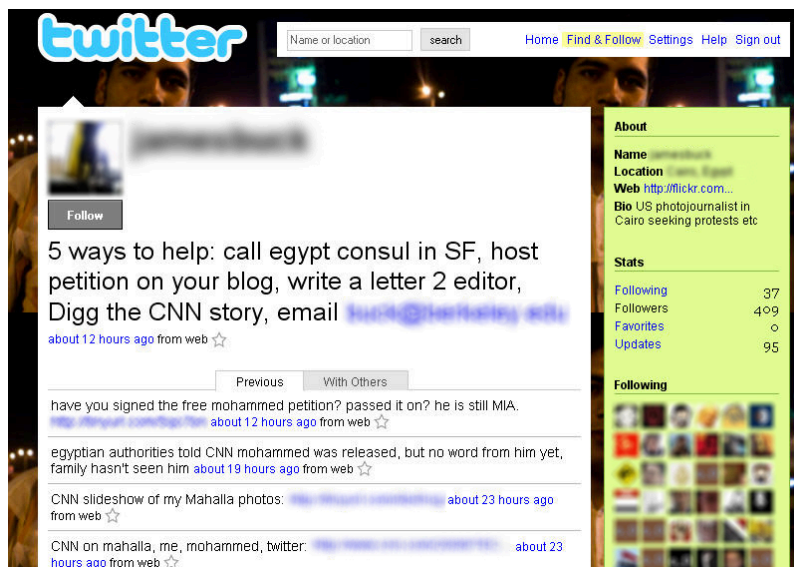 twitter
Name or location
search
Home Find & Follow Settings Help Sign out
Follow
5 ways to help: call egypt consul in SF, host
petition on your blog, write a letter 2 editor,
Digg the CNN story, email
about 12 hours ago from web
Previous
With Others
have you signed the free mohammed petition? passed it on? he is still MIA.
about 12 hours ago from web
egyptian authorities told CNN mohammed was released, but no word from him yet,
family hasn't seen him about 19 hours ago from web
CNN slideshow of my Mahalla photos: about 23 hours ago
from web
CNN on mahalla, me, mohammed, twitter: about 23
hours ago from web
About
Name
Location
Web http://flickr.com...
Bio US photojournalist in
Cairo seeking protests etc
Stats
Following 37
Followers 409
Favorites 0
Updates 95
Following